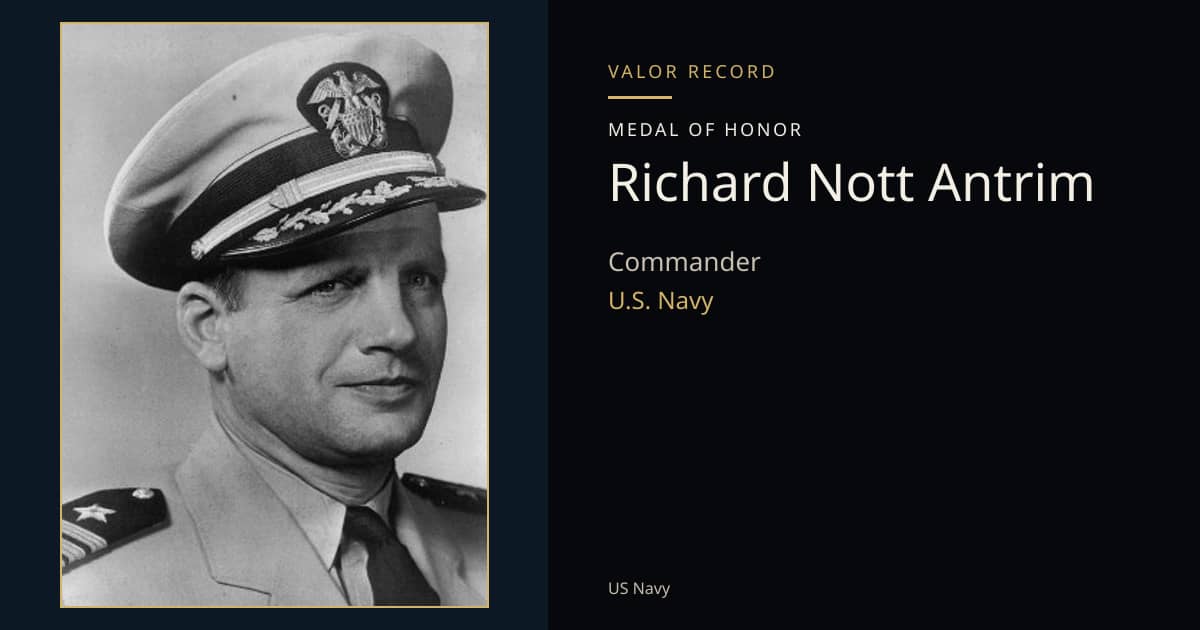 VALOR RECORD
MEDAL OF HONOR
Richard Nott Antrim
Commander
U.S. Navy
US Navy